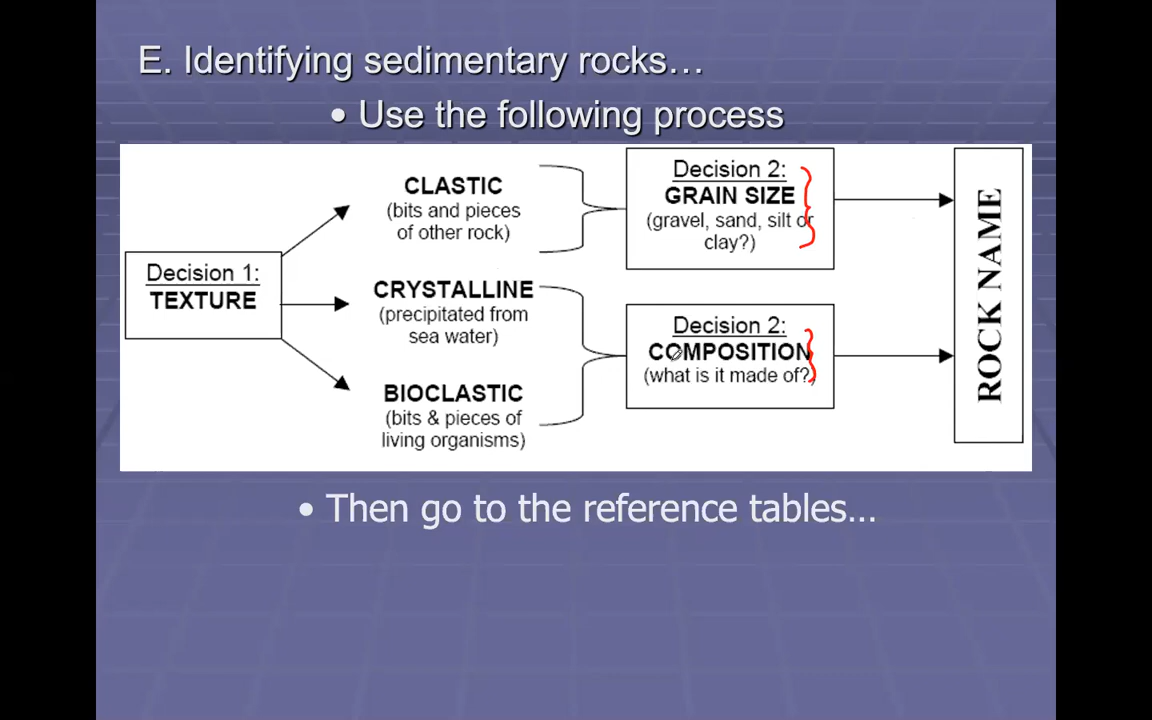 E. Identifying sedimentary rocks…
• Use the following process
Decision 1:
TEXTURE
CLASTIC
(bits and pieces
of other rock)
CRYSTALLINE
(precipitated from
sea water)
BIOCLASTIC
(bits & pieces of
living organisms)
Decision 2:
GRAIN SIZE
(gravel, sand, silt or
clay?)
Decision 2:
COMPOSITION
(what is it made of?)
ROCK NAME
• Then go to the reference tables…